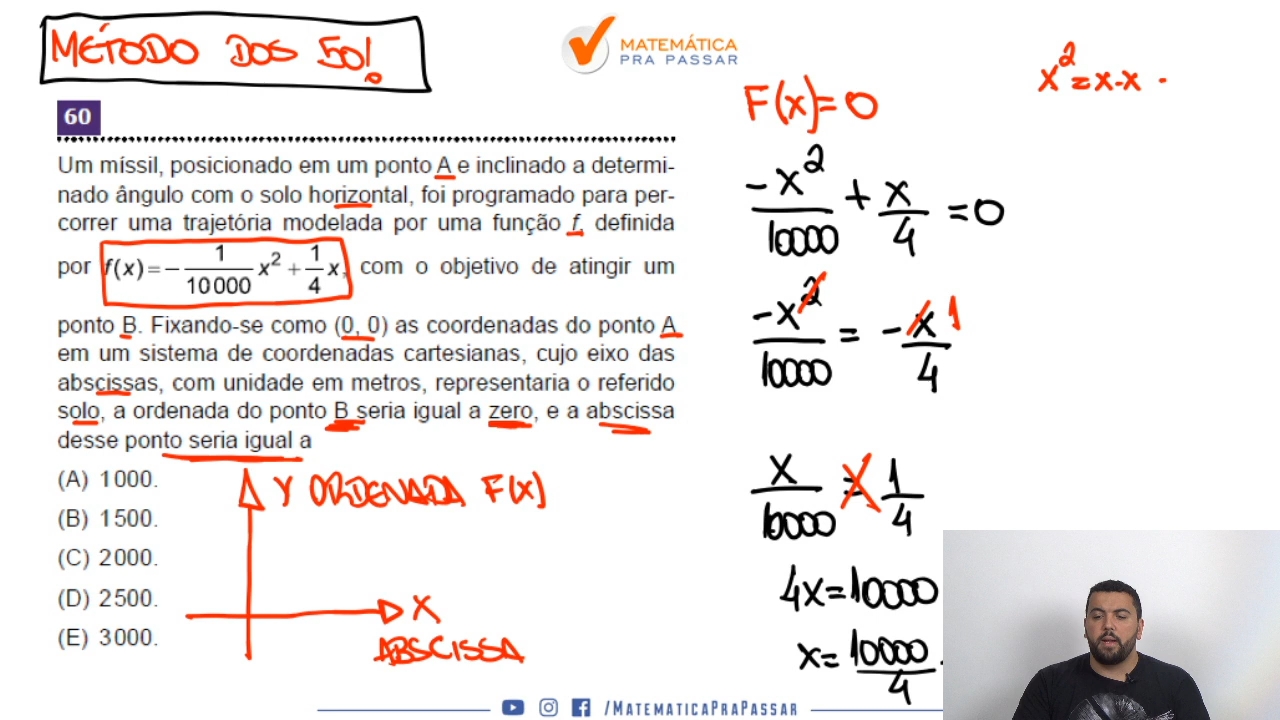 MÉTODO DOS 50!
MATEMÁTICA
PRA PASSAR
60
Um míssil, posicionado em um ponto A e inclinado a determi-
nado ângulo com o solo horizontal, foi programado para per-
correr uma trajetória modelada por uma função f, definida
por f(x) = - 1/10 000 x² + 1/4 x, com o objetivo de atingir um
ponto B. Fixando-se como (0, 0) as coordenadas do ponto A
em um sistema de coordenadas cartesianas, cujo eixo das
abscissas, com unidade em metros, representaria o referido
solo, a ordenada do ponto B seria igual a zero, e a abscissa
desse ponto seria igual a
(A) 1000.
(B) 1500.
(C) 2000.
(D) 2500.
(E) 3000.
Y ORDENADA F(X)
X
ABSCISSA
F(x)=0
-x²/10000 + x/4 = 0
-x²/10000 = -x/4 1
x/10000 = 1/4
4x=10000
x= 10000/4
x² = x·x
/MATEMATICAPRAPASSAR